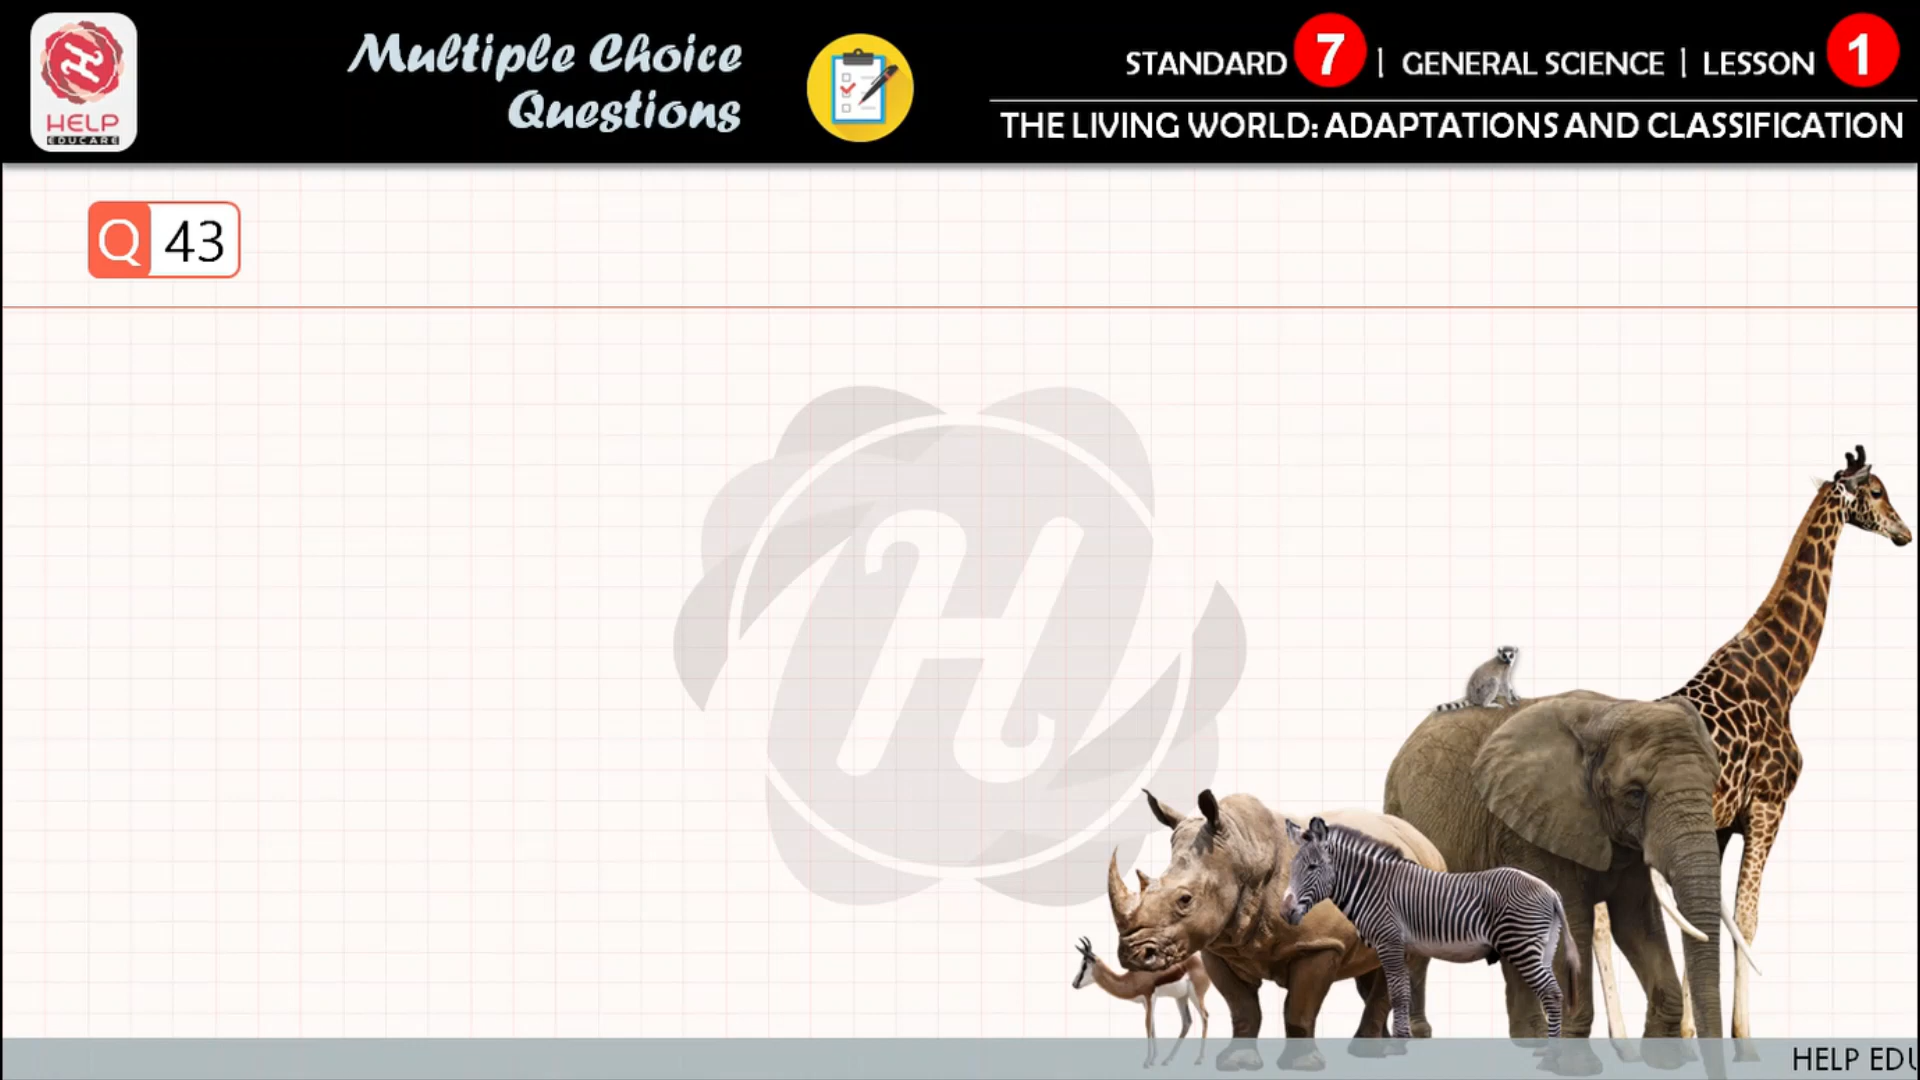 HELP
EDUCARE
Multiple Choice
Questions
STANDARD 7 | GENERAL SCIENCE | LESSON 1
THE LIVING WORLD: ADAPTATIONS AND CLASSIFICATION
Q 43
H
HELP EDU